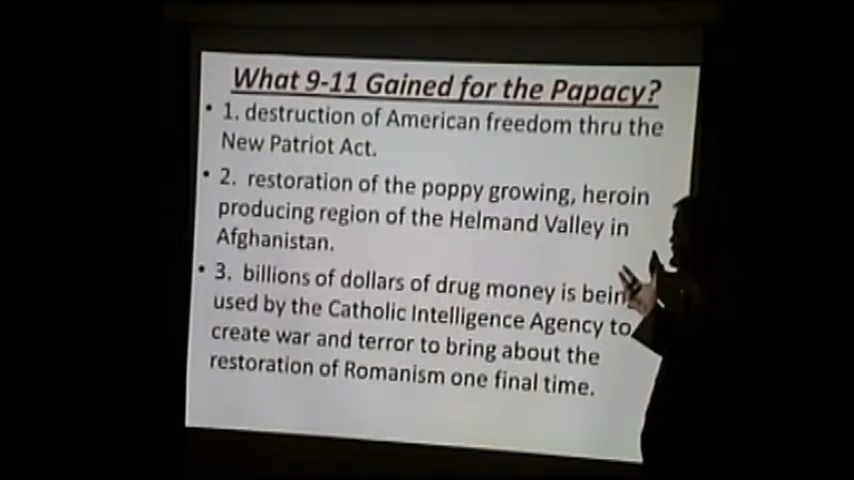 What 9-11 Gained for the Papacy?
• 1. destruction of American freedom thru the
New Patriot Act.
• 2. restoration of the poppy growing, heroin
producing region of the Helmand Valley in
Afghanistan.
• 3. billions of dollars of drug money is bein
used by the Catholic Intelligence Agency to
create war and terror to bring about the
restoration of Romanism one final time.